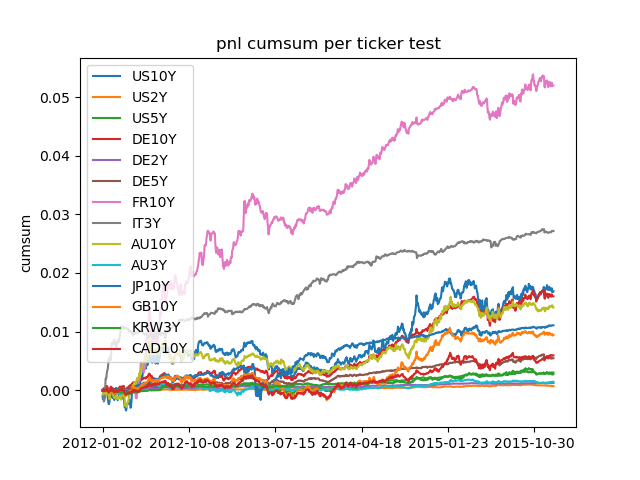 pnl cumsum per ticker test
US10Y
US2Y
US5Y
DE10Y
DE2Y
DE5Y
FR10Y
IT3Y
AU10Y
AU3Y
JP10Y
GB10Y
KRW3Y
CAD10Y
cumsum
0.05
0.04
0.03
0.02
0.01
0.00
2012-01-02 2012-10-08 2013-07-15 2014-04-18 2015-01-23 2015-10-30